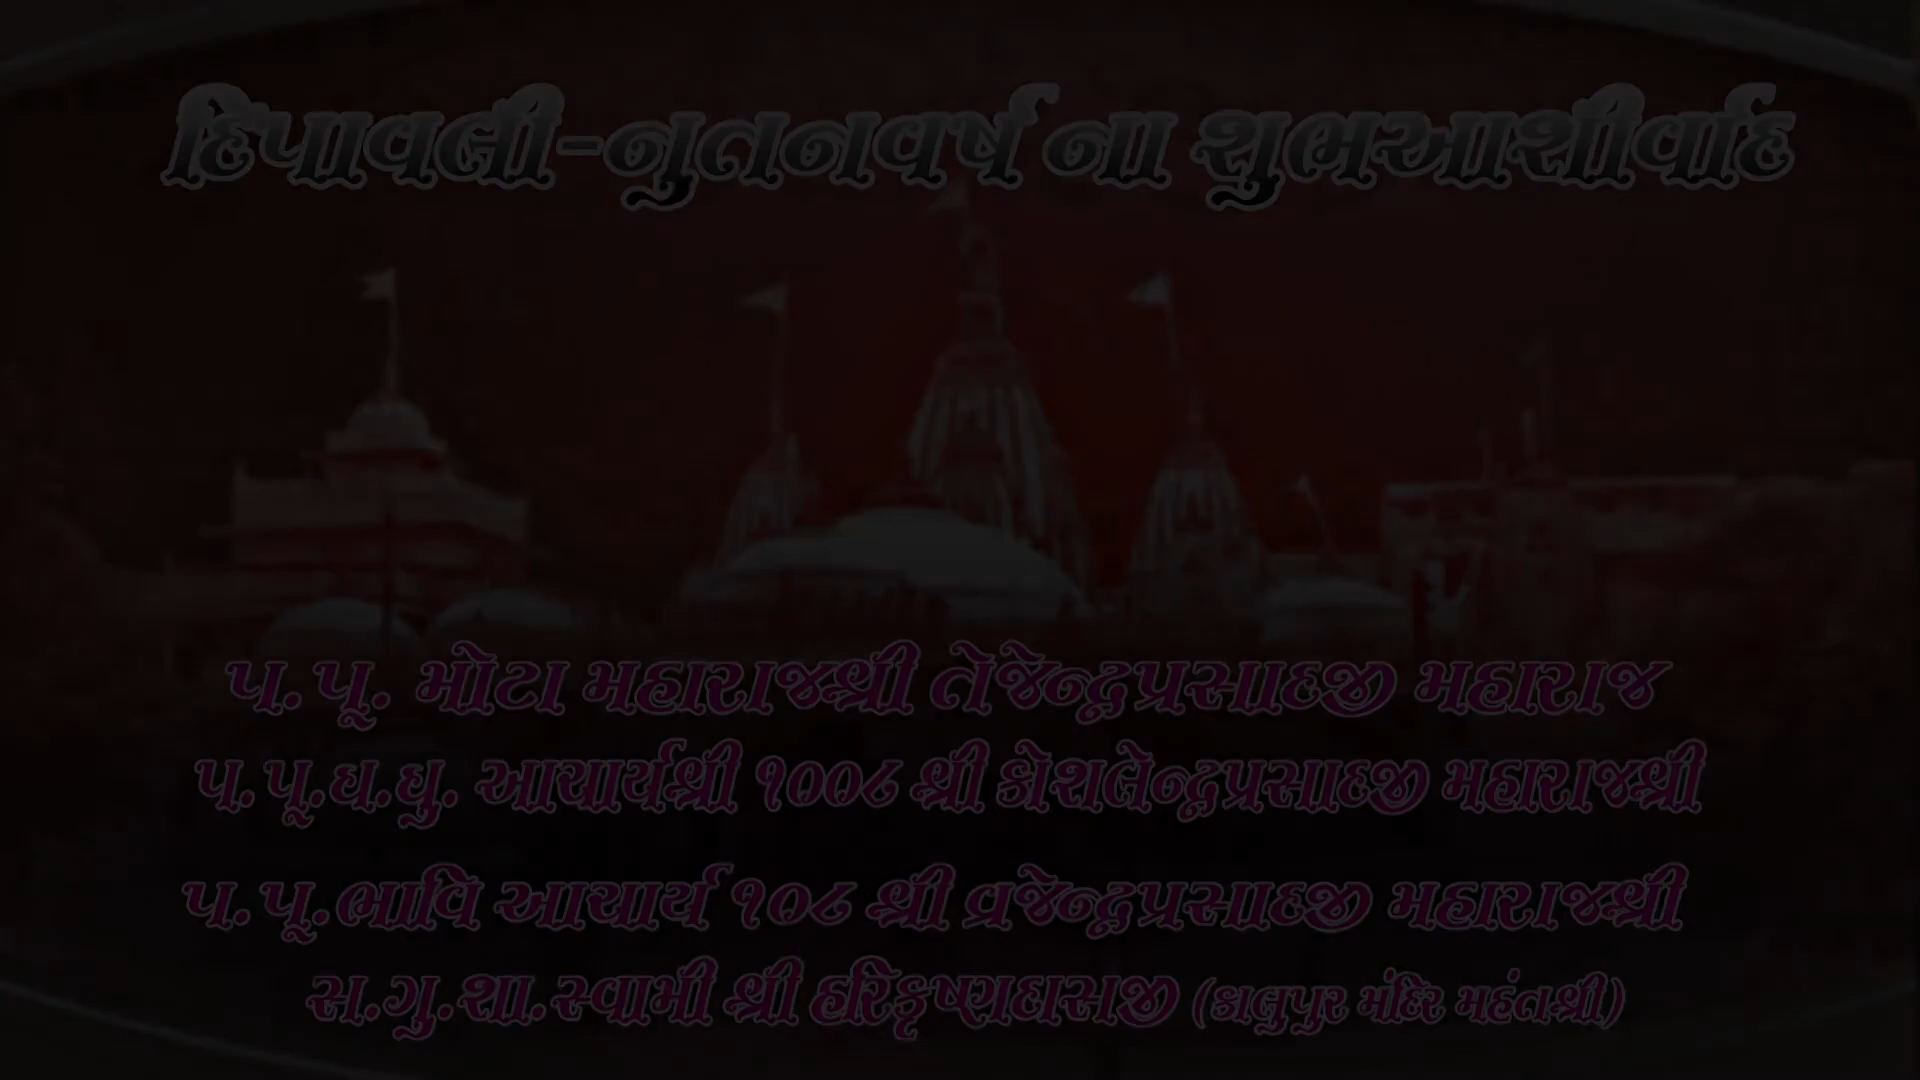 દિપાવલી-નુતનવર્ષ ના શુભઆશીર્વાદ
પ.પૂ. મોટા મહારાજશ્રી તેજેન્દ્રપ્રસાદજી મહારાજ
પ.પૂ.ધ.ધુ. આચાર્યશ્રી ૧૦૦૮ શ્રી કોશલેન્દ્રપ્રસાદજી મહારાજશ્રી
પ.પૂ.ભાવિ આચાર્ય ૧૦૮ શ્રી વ્રજેન્દ્રપ્રસાદજી મહારાજશ્રી
સ.ગુ.શા.સ્વામી શ્રી હરિકૃષ્ણદાસજી (કાલુપુર મંદિર મહંતશ્રી)